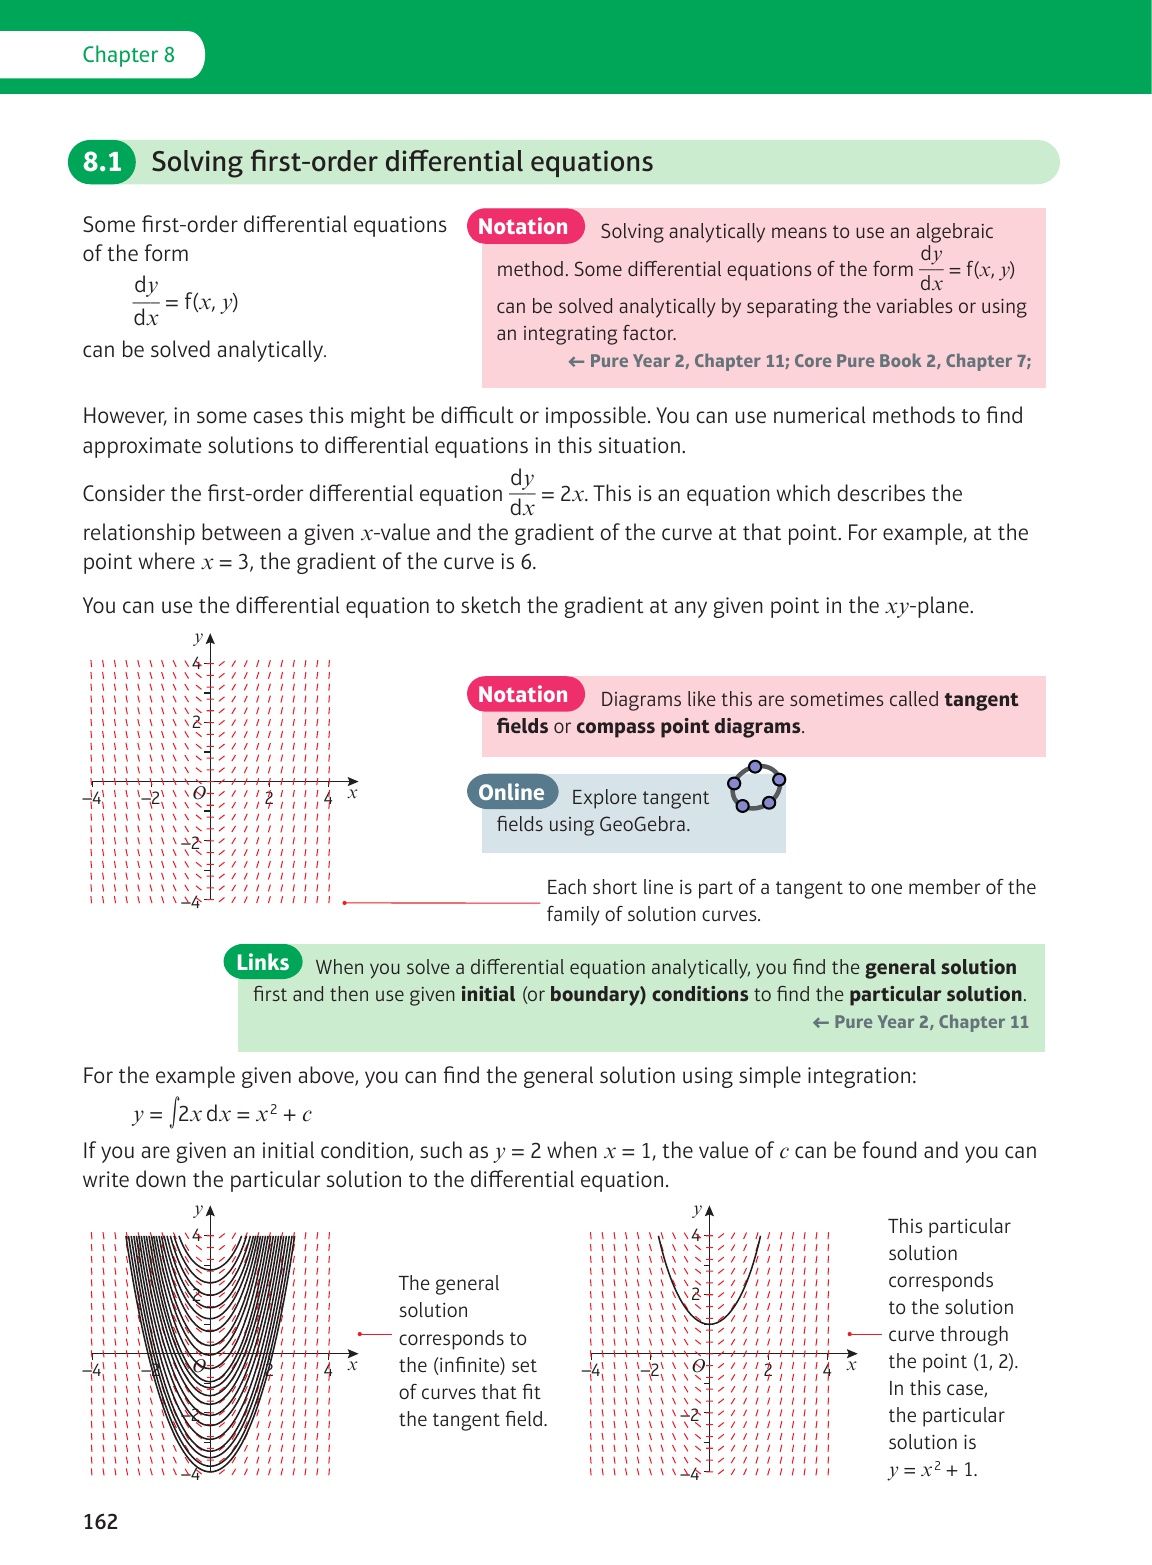 Chapter 8
8.1 Solving first-order differential equations
Some first-order differential equations
of the form
dy/dx = f(x, y)
can be solved analytically.
Notation Solving analytically means to use an algebraic
method. Some differential equations of the form dy/dx = f(x, y)
can be solved analytically by separating the variables or using
an integrating factor.
← Pure Year 2, Chapter 11; Core Pure Book 2, Chapter 7;
However, in some cases this might be difficult or impossible. You can use numerical methods to find
approximate solutions to differential equations in this situation.
Consider the first-order differential equation dy/dx = 2x. This is an equation which describes the
relationship between a given x-value and the gradient of the curve at that point. For example, at the
point where x = 3, the gradient of the curve is 6.
You can use the differential equation to sketch the gradient at any given point in the xy-plane.
y
4
2
−4 −2 O 2 4 x
−2
−4
Notation Diagrams like this are sometimes called tangent
fields or compass point diagrams.
Online Explore tangent
fields using GeoGebra.
Each short line is part of a tangent to one member of the
family of solution curves.
Links When you solve a differential equation analytically, you find the general solution
first and then use given initial (or boundary) conditions to find the particular solution.
← Pure Year 2, Chapter 11
For the example given above, you can find the general solution using simple integration:
y = ∫2x dx = x² + c
If you are given an initial condition, such as y = 2 when x = 1, the value of c can be found and you can
write down the particular solution to the differential equation.
y
4
2
−4 −2 O 2 4 x
−2
−4
The general
solution
corresponds to
the (infinite) set
of curves that fit
the tangent field.
y
4
2
−4 −2 O 2 4 x
−2
−4
This particular
solution
corresponds
to the solution
curve through
the point (1, 2).
In this case,
the particular
solution is
y = x² + 1.
162